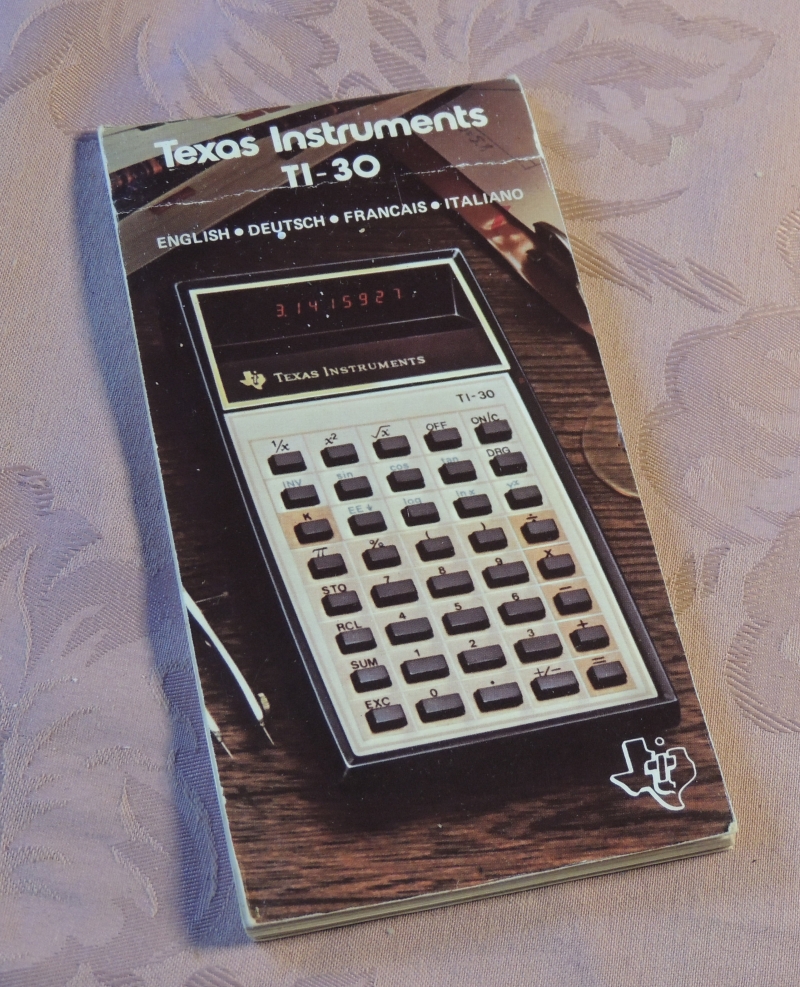 Texas Instruments
TI-30
ENGLISH • DEUTSCH • FRANCAIS • ITALIANO
3.1415927
TEXAS INSTRUMENTS
TI-30
1/x x² √x OFF ON/C
INV sin cos tan DRG
K EE↓ log lnx yx
π % ( ) ÷
STO 7 8 9 X
RCL 4 5 6 −
SUM 1 2 3 +
EXC 0 . +/− =